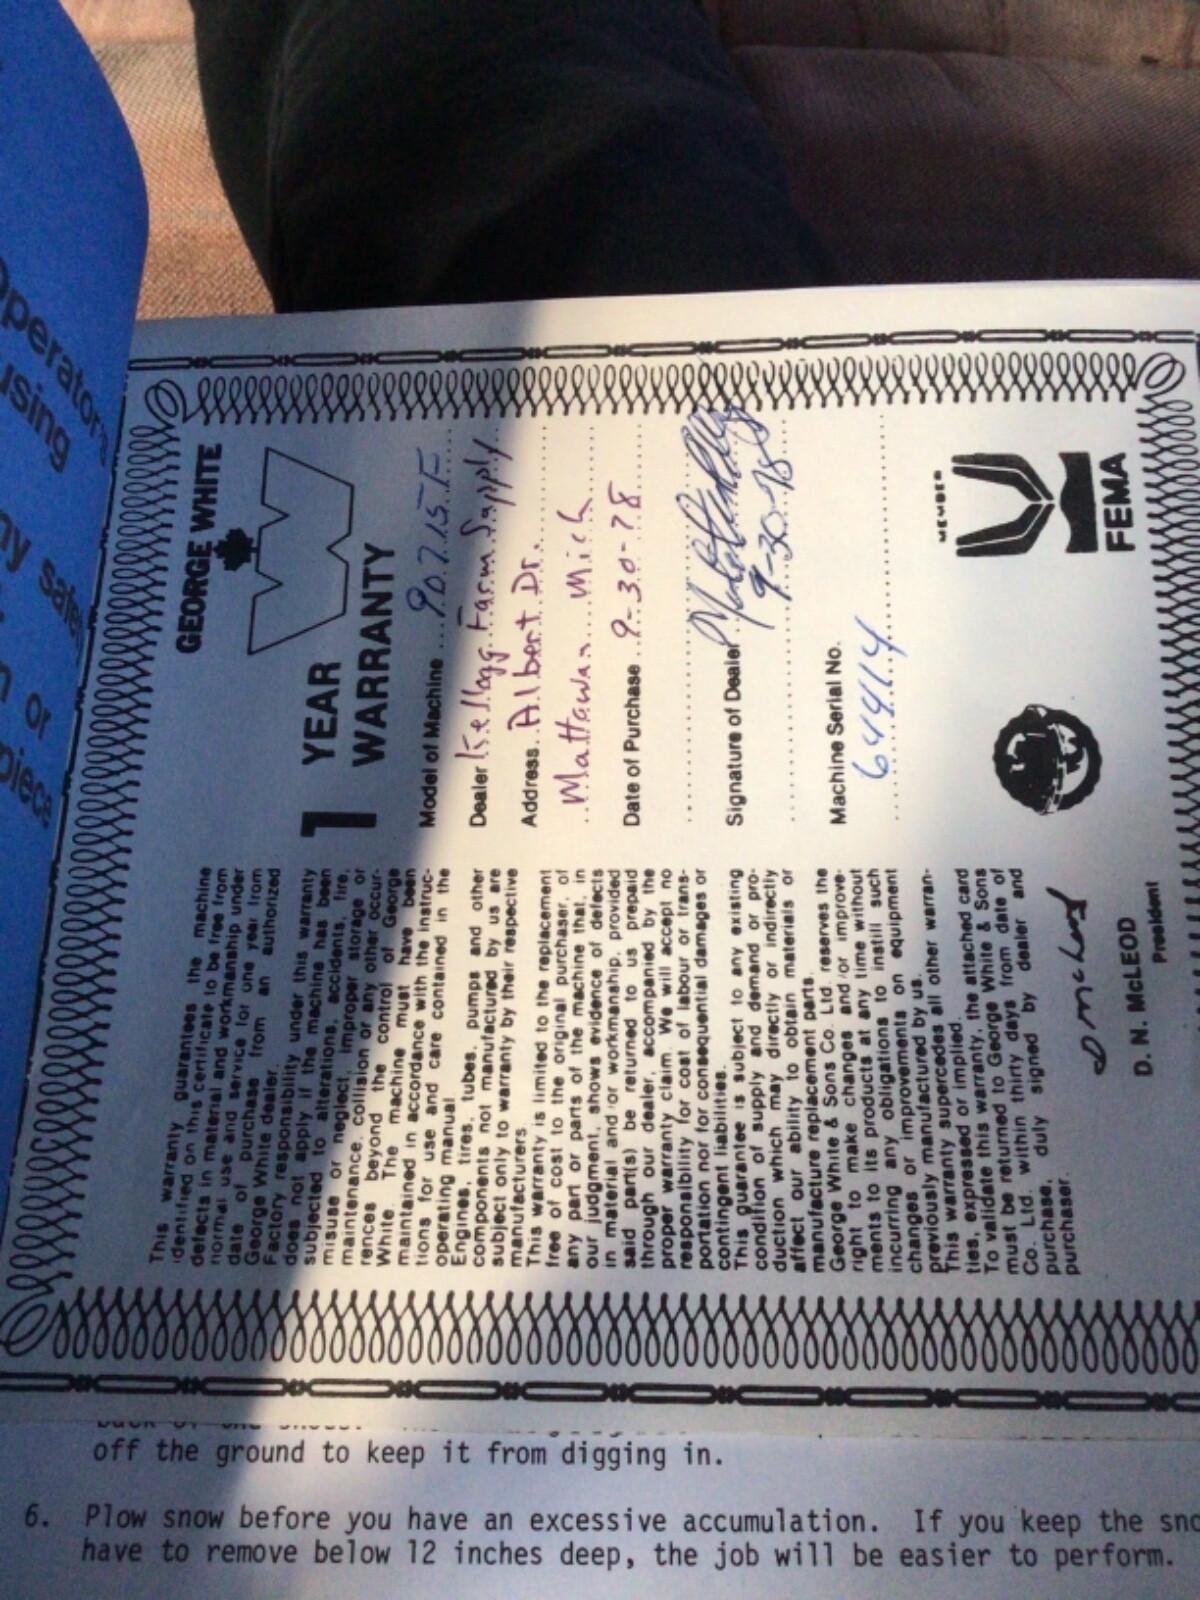 Operator's
using
ny safety
n or
piece
GEORGE WHITE
1 YEAR
WARRANTY
Model of Machine 90715F
Dealer Kellogg Farm Supply
Address Albert Dr.
Mattawan Mich
Date of Purchase 9-30-78
Signature of Dealer
9-30-78
Machine Serial No.
644614
MEMBER
FEMA
This warranty guarantees the machine
identified on this certificate to be free from
defects in material and workmanship under
normal use and service for one year from
date of purchase from an authorized
George White dealer.
Factory responsibility under this warranty
does not apply if the machine has been
subjected to alterations, accidents, fire,
misuse or neglect, improper storage or
maintenance, collision or any other occur-
rences beyond the control of George
White. The machine must have been
maintained in accordance with the instruc-
tions for use and care contained in the
operating manual.
Engines, tires, tubes, pumps and other
components not manufactured by us are
subject only to warranty by their respective
manufacturers.
This warranty is limited to the replacement
free of cost to the original purchaser, of
any part or parts of the machine that, in
our judgment, shows evidence of defects
in material and/or workmanship, provided
said part(s) be returned to us prepaid
through our dealer, accompanied by the
proper warranty claim. We will accept no
responsibility for cost of labour or trans-
portation nor for consequential damages or
contingent liabilities.
This guarantee is subject to any existing
condition of supply and demand or pro-
duction which may directly or indirectly
affect our ability to obtain materials or
manufacture replacement parts.
George White & Sons Co. Ltd. reserves the
right to make changes and/or improve-
ments to its products at any time without
incurring any obligations to instill such
changes or improvements on equipment
previously manufactured by us.
This warranty supercedes all other warran-
ties, expressed or implied.
To validate this warranty, the attached card
must be returned to George White & Sons
Co. Ltd. within thirty days from date of
purchase, duly signed by dealer and
purchaser.
D McLeod
D. N. McLEOD
President
off the ground to keep it from digging in.
6. Plow snow before you have an excessive accumulation. If you keep the sno
have to remove below 12 inches deep, the job will be easier to perform.